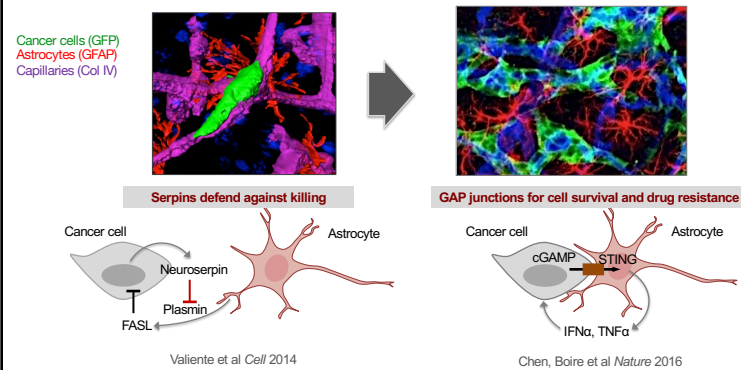 Cancer cells (GFP)
Astrocytes (GFAP)
Capillaries (Col IV)
Serpins defend against killing
GAP junctions for cell survival and drug resistance
Cancer cell
Astrocyte
Neuroserpin
Plasmin
FASL
Valiente et al Cell 2014
Cancer cell
Astrocyte
cGAMP
STING
IFNα, TNFα
Chen, Boire et al Nature 2016